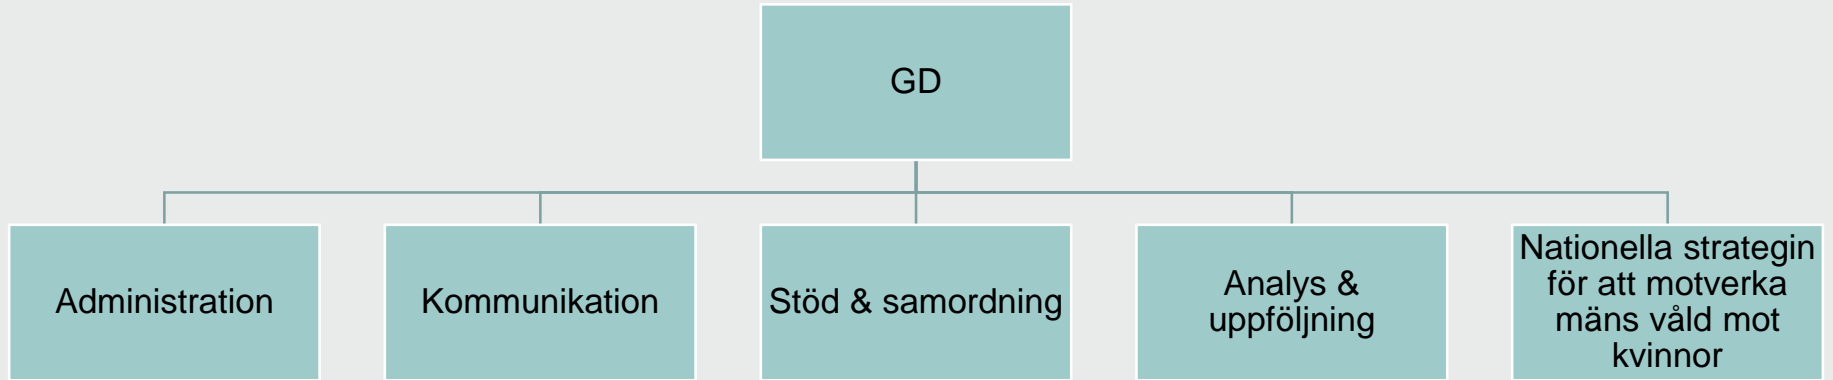 GD
Administration
Kommunikation
Stöd & samordning
Analys &
uppföljning
Nationella strategin
för att motverka
mäns våld mot
kvinnor